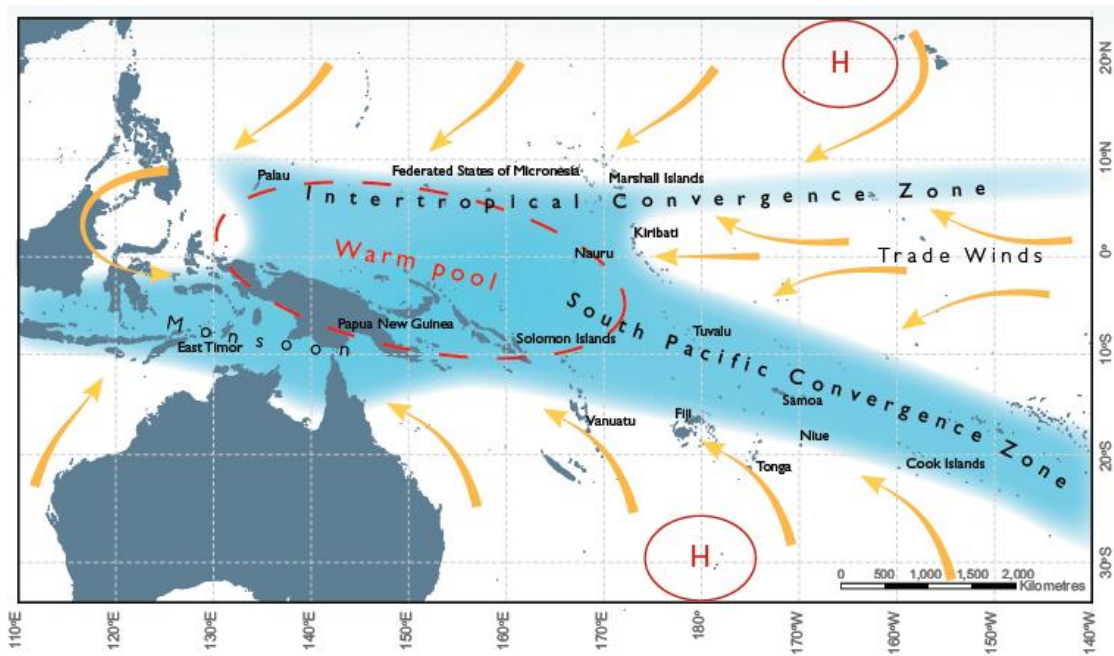 H
20°N
10°N
0°
10°S
20°S
30°S
Palau
Federated States of Micronesia
Marshall Islands
Intertropical Convergence Zone
Kiribati
Warm pool
Nauru
Trade Winds
South Pacific Convergence Zone
Monsoon
Papua New Guinea
Solomon Islands
Tuvalu
East Timor
Samoa
Vanuatu
Fiji
Niue
Tonga
Cook Islands
H
0 500 1,000 1,500 2,000
Kilometres
110°E 120°E 130°E 140°E 150°E 160°E 170°E 180° 170°W 160°W 150°W 140°W